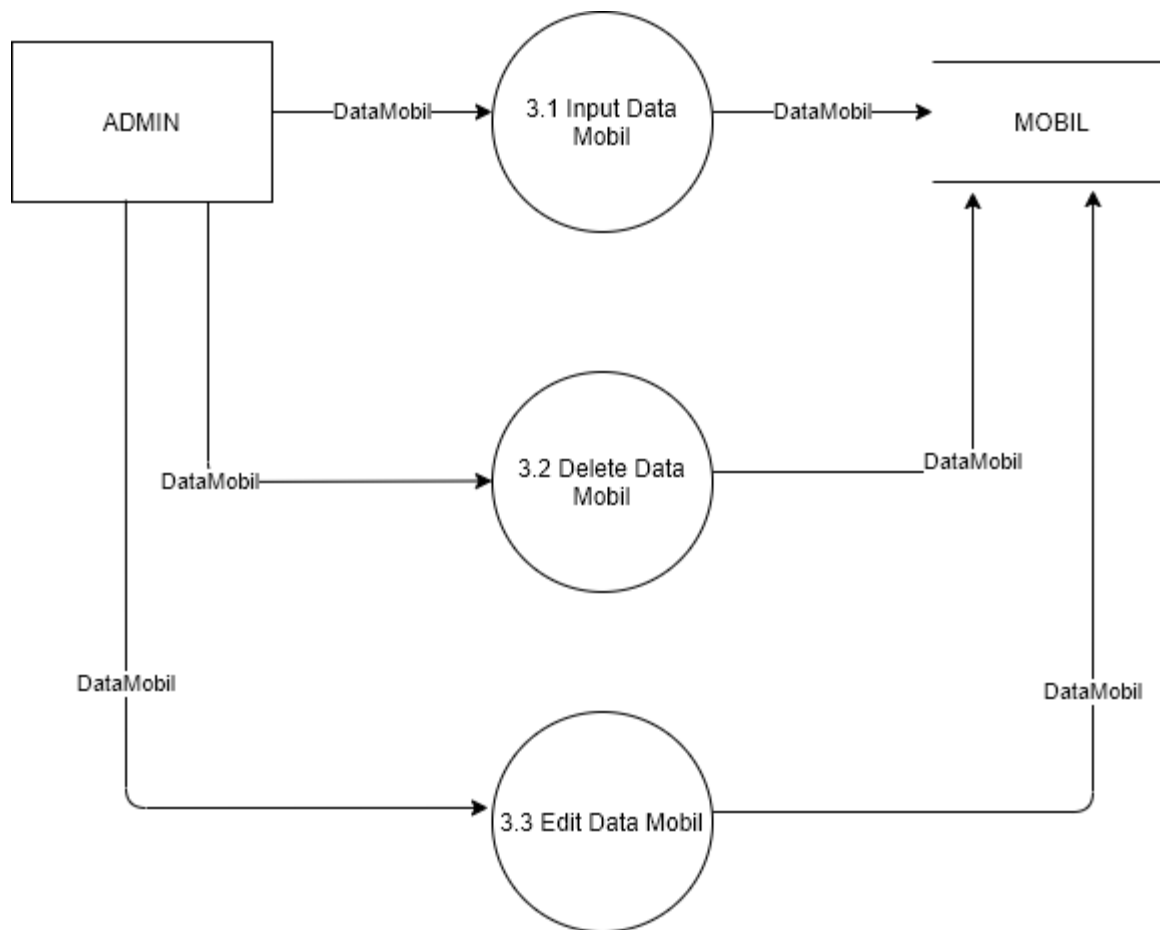 ADMIN
DataMobil
3.1 Input Data
Mobil
DataMobil
MOBIL
DataMobil
3.2 Delete Data
Mobil
DataMobil
DataMobil
3.3 Edit Data Mobil
DataMobil